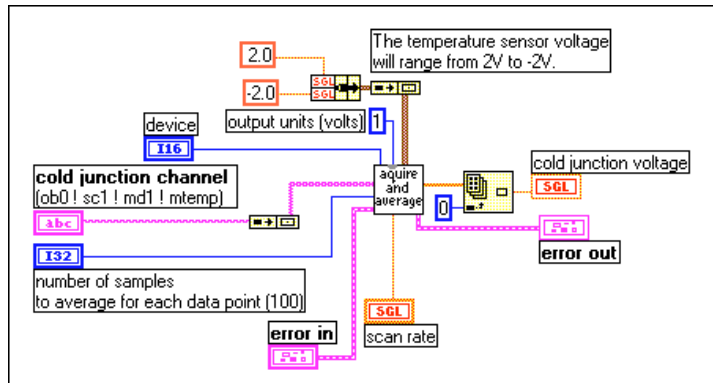 2.0
-2.0
SGL
SGL
The temperature sensor voltage
will range from 2V to -2V.
device
I16
output units (volts)
1
cold junction channel
(ob0 ! sc1 ! md1 ! mtemp)
abc
aquire
and
average
0
cold junction voltage
SGL
error out
I32
number of samples
to average for each data point (100)
error in
SGL
scan rate